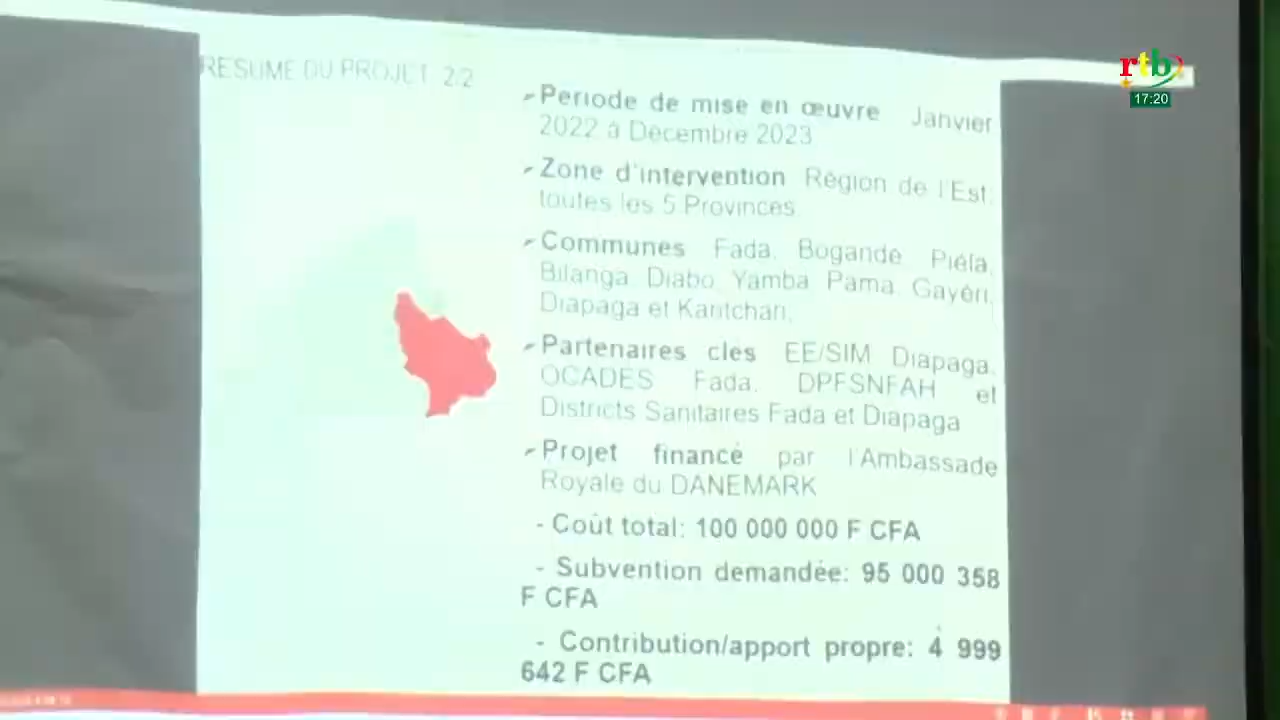 RESUME DU PROJET 2.2
rtb
17:20
Période de mise en œuvre Janvier
2022 à Décembre 2023
Zone d'intervention Région de l'Est,
toutes les 5 Provinces
Communes Fada, Bogandé, Piéla,
Bilanga, Diabo, Yamba, Pama, Gayéri,
Diapaga et Kantchari,
Partenaires clés EE/SIM Diapaga,
OCADES Fada, DPFSNFAH et
Districts Sanitaires Fada et Diapaga
Projet financé par l'Ambassade
Royale du DANEMARK
- Coût total: 100 000 000 F CFA
- Subvention demandée: 95 000 358
F CFA
- Contribution/apport propre: 4 999
642 F CFA